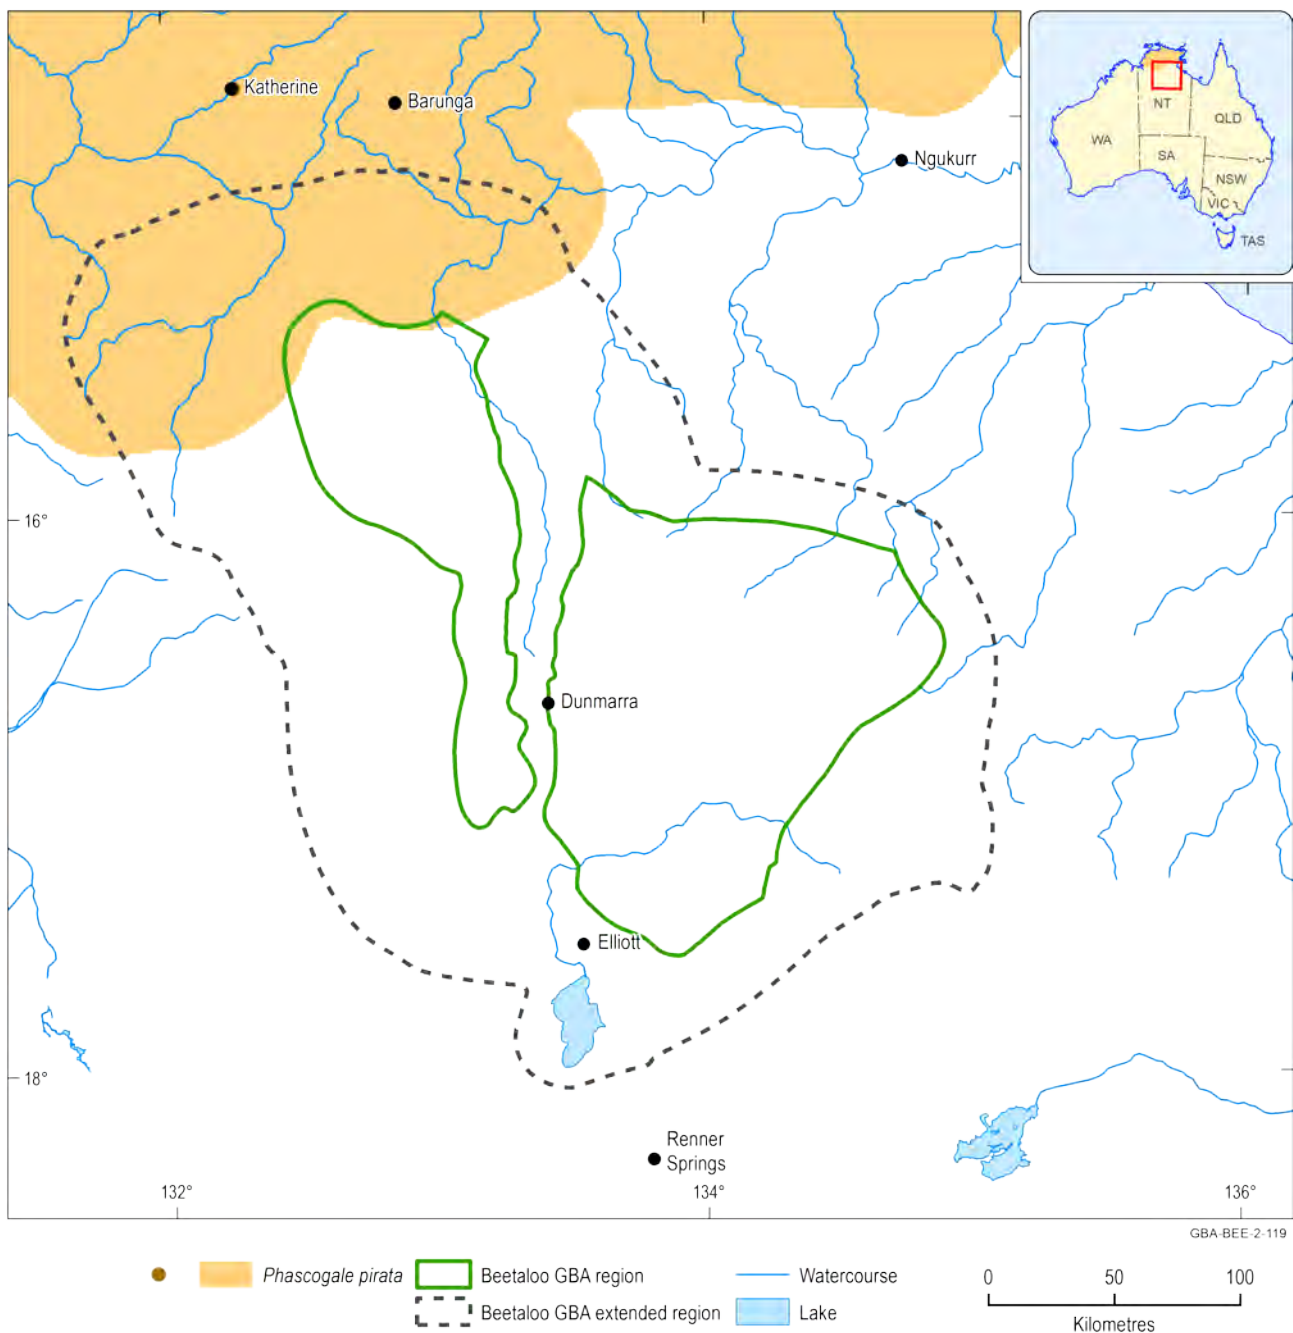 Katherine
Barunga
Ngukurr
WA
NT
QLD
SA
NSW
VIC
TAS
16°
Dunmarra
Elliott
18°
Renner
Springs
132°
134°
136°
GBA-BEE-2-119
Phascogale pirata
Beetaloo GBA region
Watercourse
0 50 100
Beetaloo GBA extended region
Lake
Kilometres